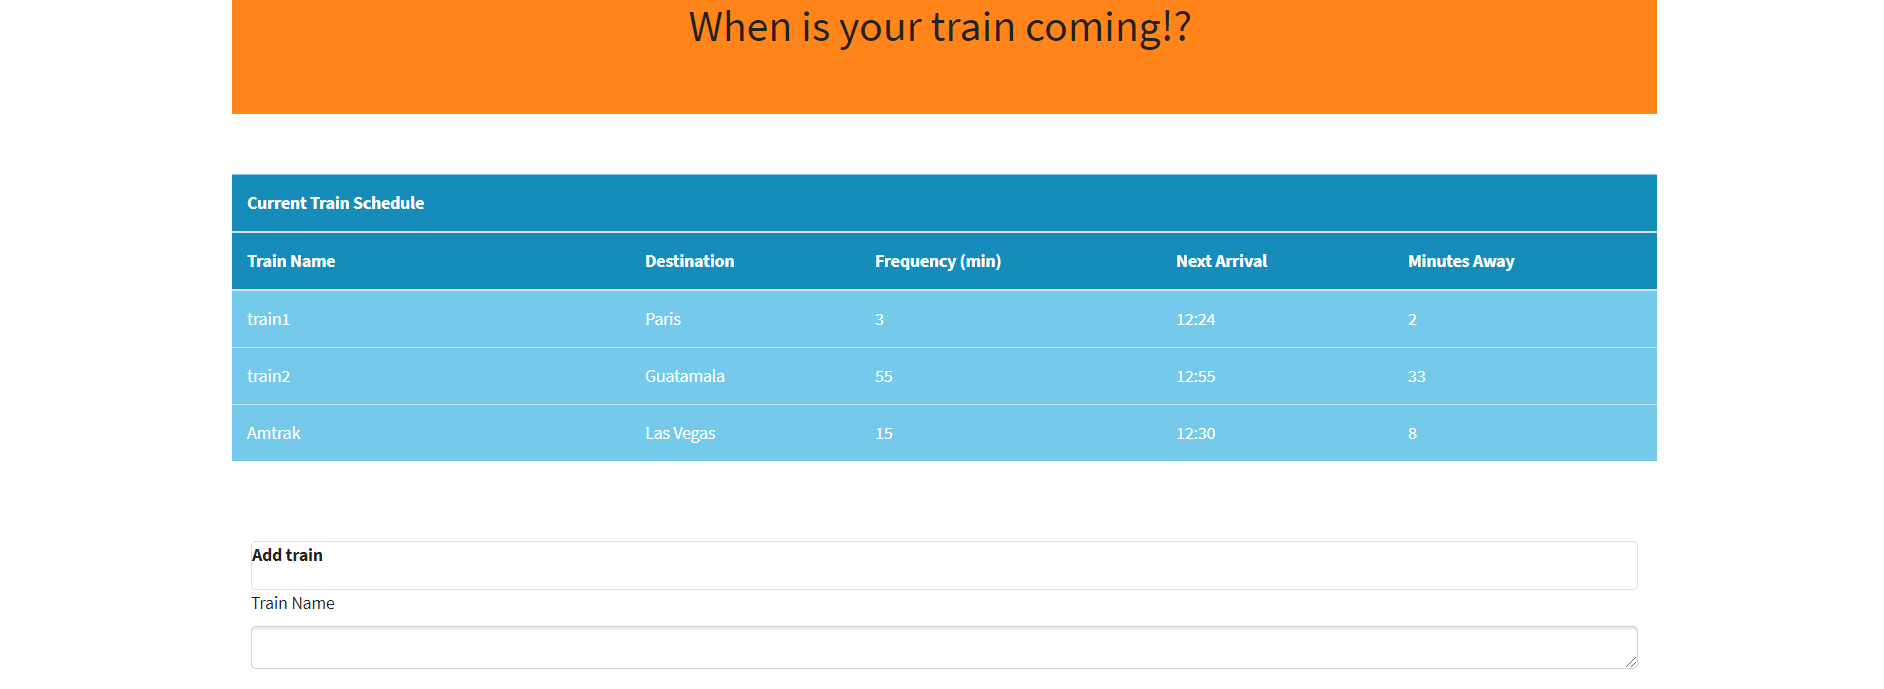 When is your train coming!?
Current Train Schedule
Train Name Destination Frequency (min) Next Arrival Minutes Away
train1 Paris 3 12:24 2
train2 Guatamala 55 12:55 33
Amtrak Las Vegas 15 12:30 8
Add train
Train Name